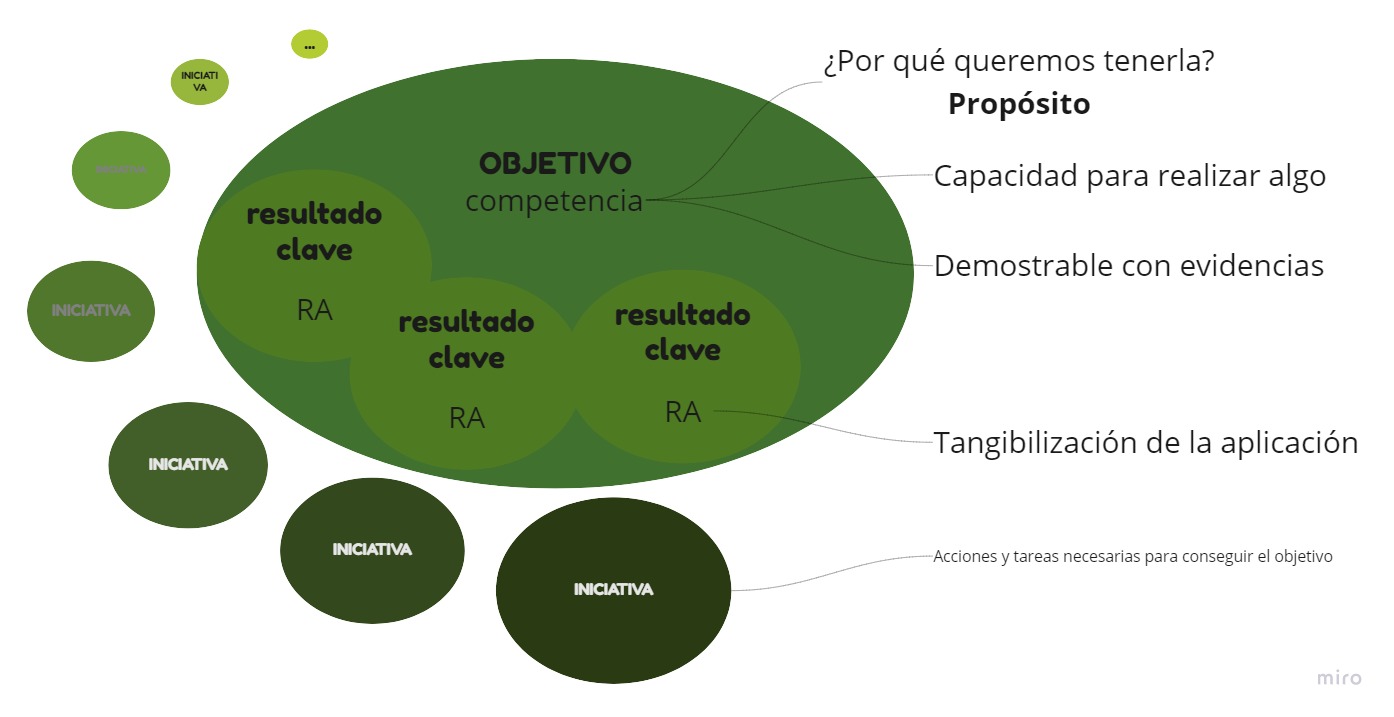 ...
INICIATI
VA
INICIATIVA
INICIATIVA
INICIATIVA
INICIATIVA
OBJETIVO
competencia
resultado
clave
RA
resultado
clave
RA
resultado
clave
RA
¿Por qué queremos tenerla?
Propósito
Capacidad para realizar algo
Demostrable con evidencias
Tangibilización de la aplicación
Acciones y tareas necesarias para conseguir el objetivo
miro